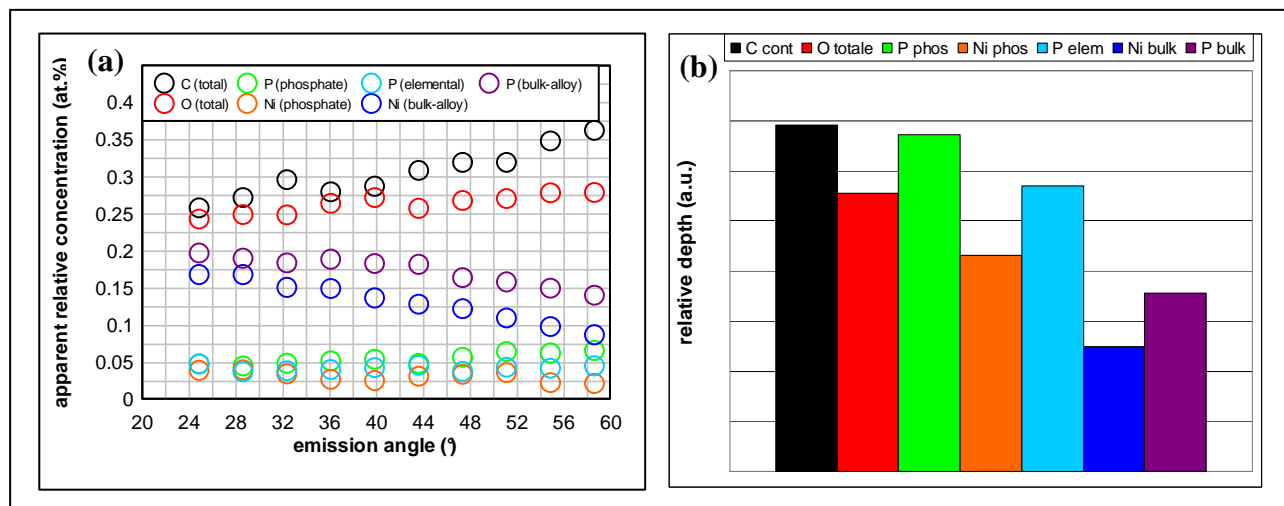 (a)
C (total) P (phosphate) P (elemental) P (bulk-alloy)
O (total) Ni (phosphate) Ni (bulk-alloy)
apparent relative concentration (at.%)
0.4
0.35
0.3
0.25
0.2
0.15
0.1
0.05
0
20 24 28 32 36 40 44 48 52 56 60
emission angle (°)
C cont O totale P phos Ni phos P elem Ni bulk P bulk
(b)
relative depth (a.u.)